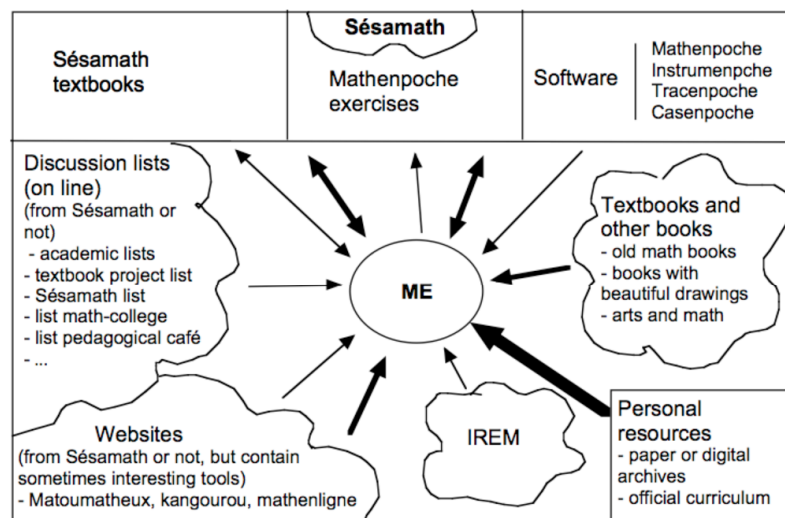 Sésamath
textbooks
Sésamath
Mathenpoche
exercises
Software
Mathenpoche
Instrumenpche
Tracenpoche
Casenpoche
Discussion lists
(on line)
(from Sésamath or
not)
- academic lists
- textbook project list
- Sésamath list
- list math-college
- list pedagogical café
- ...
ME
Textbooks and
other books
- old math books
- books with
beautiful drawings
- arts and math
Websites
(from Sésamath or not, but contain
sometimes interesting tools)
- Matoumatheux, kangourou, mathenligne
IREM
Personal
resources
- paper or digital
archives
- official curriculum